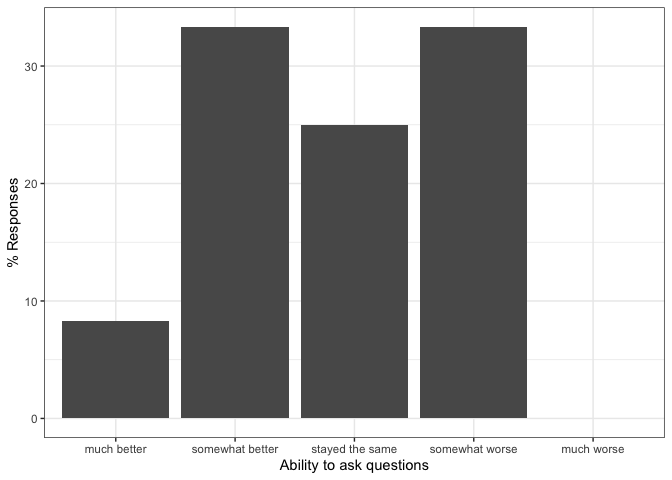 % Responses
30
20
10
0
much better
somewhat better
stayed the same
somewhat worse
much worse
Ability to ask questions